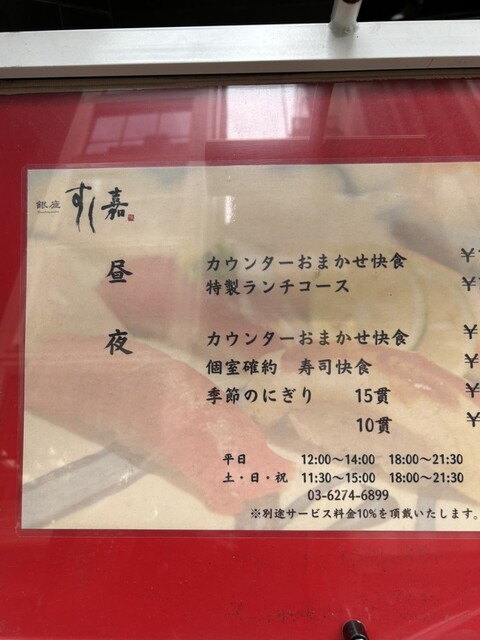 銀座 すし 嘉
昼
カウンターおまかせ快食 ¥
特製ランチコース ¥
夜
カウンターおまかせ快食 ¥
個室確約 寿司快食 ¥
季節のにぎり 15貫 ¥
10貫 ¥
平日 12:00～14:00 18:00～21:30
土・日・祝 11:30～15:00 18:00～21:30
03-6274-6899
※別途サービス料金10%を頂戴いたします。